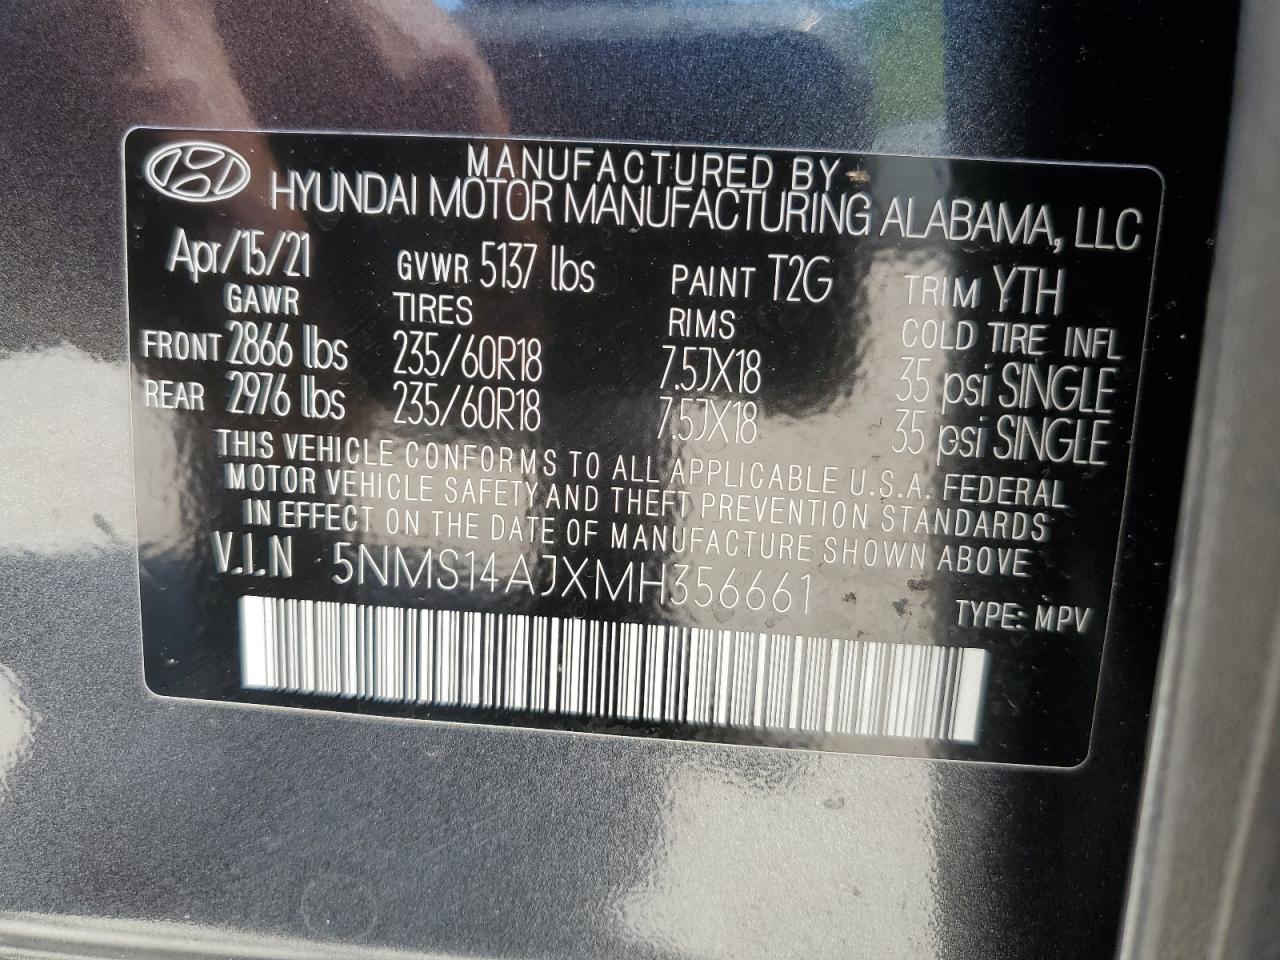 MANUFACTURED BY
HYUNDAI MOTOR MANUFACTURING ALABAMA, LLC
Apr/15/21 GVWR 5137 lbs PAINT T2G TRIM YTH
GAWR TIRES RIMS COLD TIRE INFL
FRONT 2866 lbs 235/60R18 7.5JX18 35 psi SINGLE
REAR 2976 lbs 235/60R18 7.5JX18 35 psi SINGLE
THIS VEHICLE CONFORMS TO ALL APPLICABLE U.S.A. FEDERAL
MOTOR VEHICLE SAFETY AND THEFT PREVENTION STANDARDS
IN EFFECT ON THE DATE OF MANUFACTURE SHOWN ABOVE
V.I.N 5NMS14AJXMH356661
TYPE: MPV